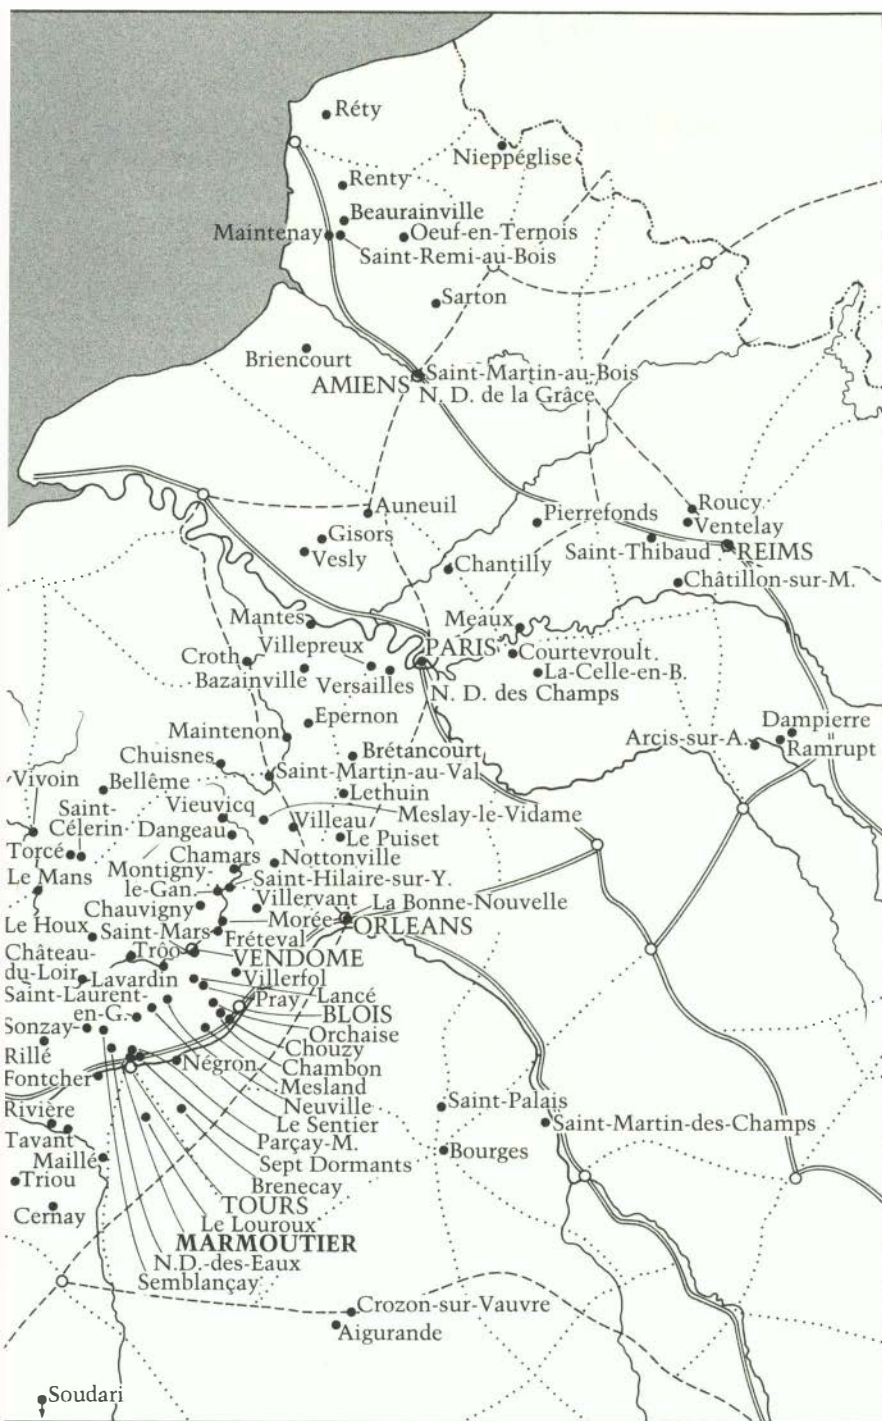 Réty
Nieppéglise
Renty
Beaurainville
Maintenay
Oeuf-en-Ternois
Saint-Remi-au-Bois
Sarton
Briencourt
Saint-Martin-au-Bois
AMIENS
N. D. de la Grâce
Auneuil
Pierrefonds
Roucy
Ventelay
Gisors
Saint-Thibaud
REIMS
Vesly
Chantilly
Châtillon-sur-M.
Mantes
Meaux
Villepreux
PARIS
Croth
Courtevroult
Bazainville
Versailles
La-Celle-en-B.
N. D. des Champs
Epernon
Maintenon
Dampierre
Arcis-sur-A.
Ramrupt
Chuisnes
Brétancourt
Vivoin
Bellême
Saint-Martin-au-Val
Lethuin
Saint-
Célerin
Vieuvicq
Meslay-le-Vidame
Dangeau
Villeau
Le Puiset
Torcé
Chamars
Nottonville
Le Mans
Montigny-
le-Gan.
Saint-Hilaire-sur-Y.
Chauvigny
Villervant
La Bonne-Nouvelle
Le Houx
Morée
ORLEANS
Saint-Mars
Fréteval
Château-
du-Loir
Trôo
VENDOME
Lavardin
Villerfol
Saint-Laurent-
en-G.
Pray
Lancé
BLOIS
Sonzay
Orchaise
Chouzy
Rillé
Négron
Chambon
Fontcher
Mesland
Neuville
Rivière
Le Sentier
Saint-Palais
Parçay-M.
Saint-Martin-des-Champs
Tavant
Sept Dormants
Bourges
Maillé
Brenecay
Triou
TOURS
Cernay
Le Louroux
MARMOUTIER
N.D.-des-Eaux
Semblançay
Crozon-sur-Vauvre
Aigurande
Soudari